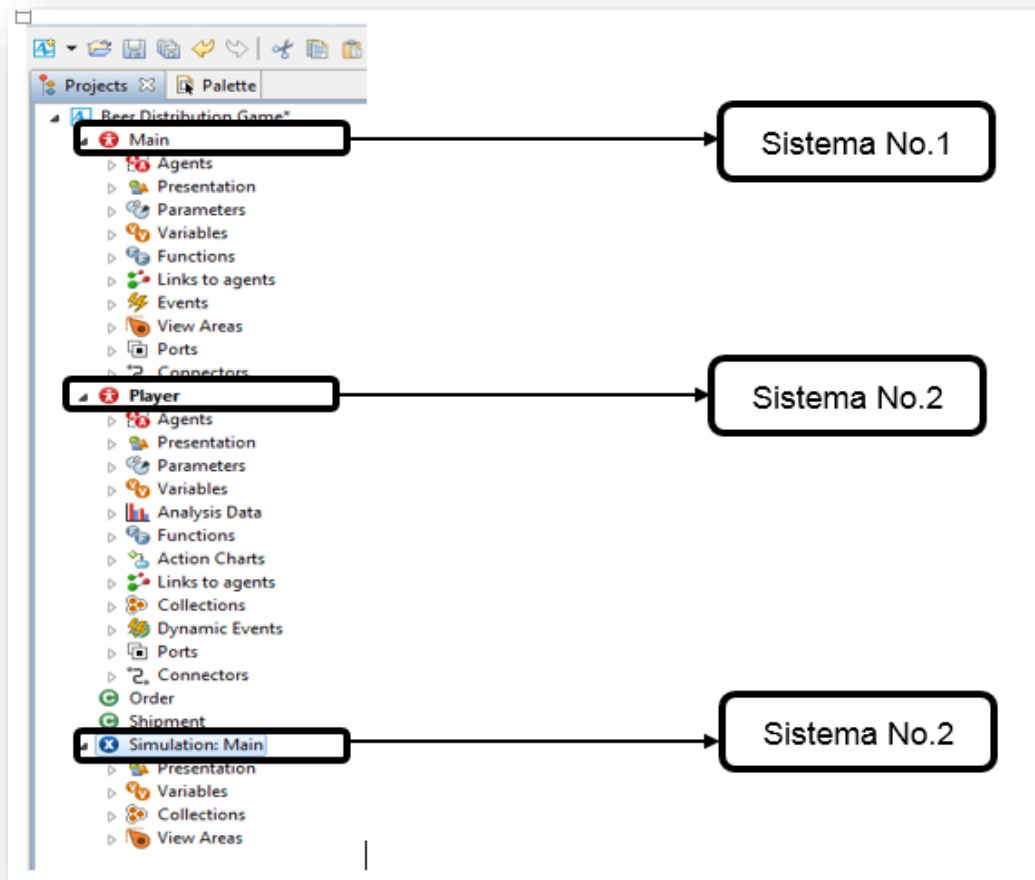 Projects Palette
Beer Distribution Game*
Main
Sistema No.1
Agents
Presentation
Parameters
Variables
Functions
Links to agents
Events
View Areas
Ports
Connectors
Player
Sistema No.2
Agents
Presentation
Parameters
Variables
Analysis Data
Functions
Action Charts
Links to agents
Collections
Dynamic Events
Ports
Connectors
Order
Shipment
Simulation: Main
Sistema No.2
Presentation
Variables
Collections
View Areas